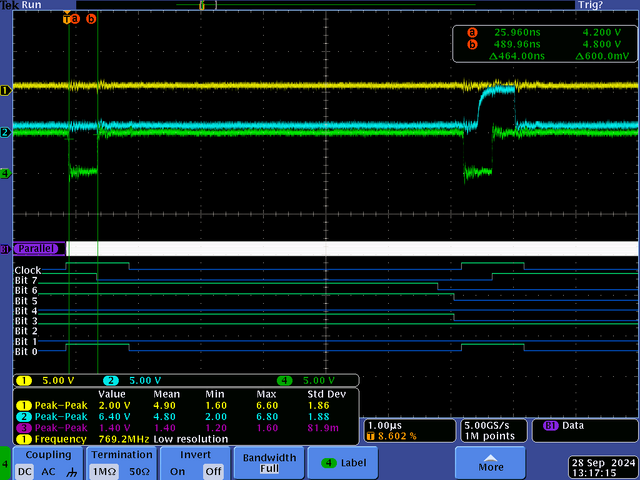 Tek Run Trig?
T a b
a 25.960ns 4.200 V
b 489.96ns 4.800 V
Δ464.00ns Δ600.0mV
1
2
4
Parallel
Clock
Bit 7
Bit 6
Bit 5
Bit 4
Bit 3
Bit 2
Bit 1
Bit 0
1 5.00 V 2 5.00 V 4 5.00 V
Value Mean Min Max Std Dev
1 Peak-Peak 2.00 V 4.90 1.60 6.60 1.86
2 Peak-Peak 6.40 V 4.80 2.00 6.80 1.88
3 Peak-Peak 1.40 V 1.40 1.20 1.60 81.9m
1 Frequency 769.2MHz Low resolution
1.00µs
T 8.602 %
5.00GS/s
1M points
B1 Data
4
Coupling
DC AC
Termination
1MΩ 50Ω
Invert
On Off
Bandwidth
Full
4 Label
More
28 Sep 2024
13:17:15